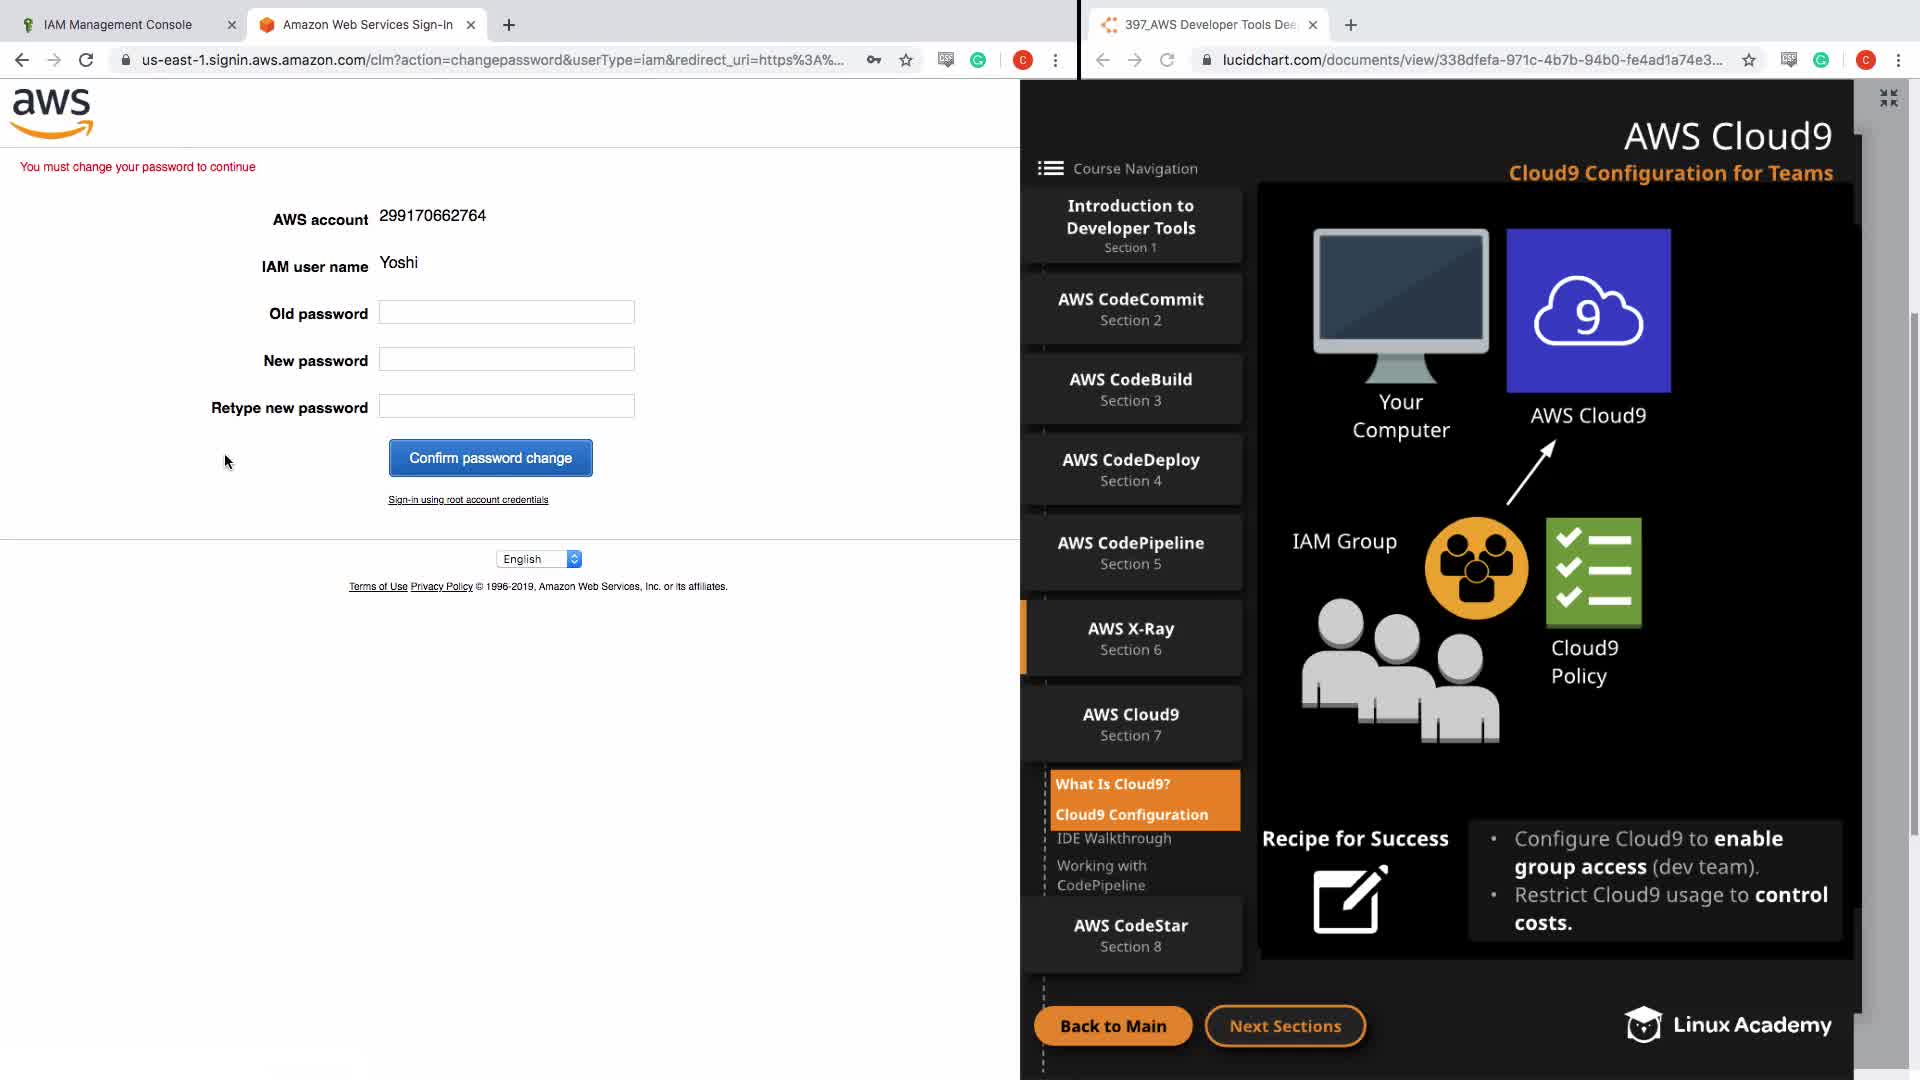 IAM Management Console
Amazon Web Services Sign-In
397_AWS Developer Tools Dee
us-east-1.signin.aws.amazon.com/clm?action=changepassword&userType=iam&redirect_uri=https%3A%...
C
lucidchart.com/documents/view/338dfefa-971c-4b7b-94b0-fe4ad1a74e3...
C
aws
You must change your password to continue
AWS account 299170662764
IAM user name Yoshi
Old password
New password
Retype new password
Confirm password change
Sign-in using root account credentials
English
Terms of Use Privacy Policy © 1996-2019, Amazon Web Services, Inc. or its affiliates.
AWS Cloud9
Cloud9 Configuration for Teams
Course Navigation
Introduction to
Developer Tools
Section 1
AWS CodeCommit
Section 2
AWS CodeBuild
Section 3
AWS CodeDeploy
Section 4
AWS CodePipeline
Section 5
AWS X-Ray
Section 6
AWS Cloud9
Section 7
What Is Cloud9?
Cloud9 Configuration
IDE Walkthrough
Working with
CodePipeline
AWS CodeStar
Section 8
Back to Main
Next Sections
9
Your
Computer
AWS Cloud9
IAM Group
Cloud9
Policy
Recipe for Success
• Configure Cloud9 to enable
group access (dev team).
• Restrict Cloud9 usage to control
costs.
Linux Academy